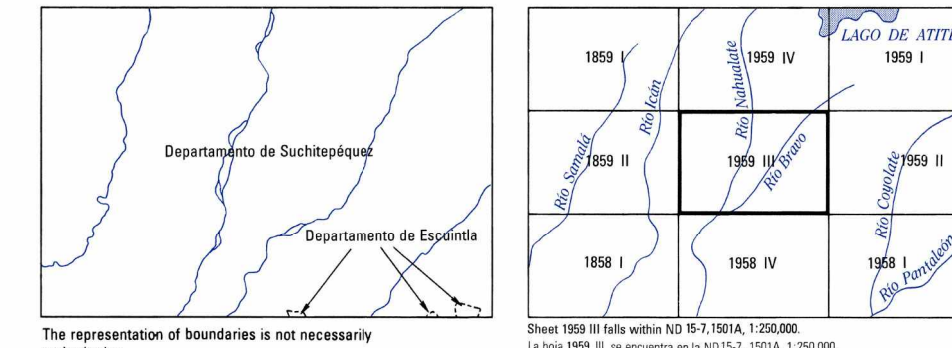 Departamento de Suchitepéquez
Departamento de Escuintla
The representation of boundaries is not necessarily
1859 I
1959 IV
LAGO DE ATITL
1959 I
Río Nahualate
Río Icán
Río Samalá
1859 II
1959 III
Río Bravo
Río Coyolate
1959 II
1858 I
1958 IV
1958 I
Río Pantaleón
Sheet 1959 III falls within ND 15-7, 1501A, 1:250,000.
La hoja 1959 III se encuentra en la ND 15-7, 1501A, 1:250,000.